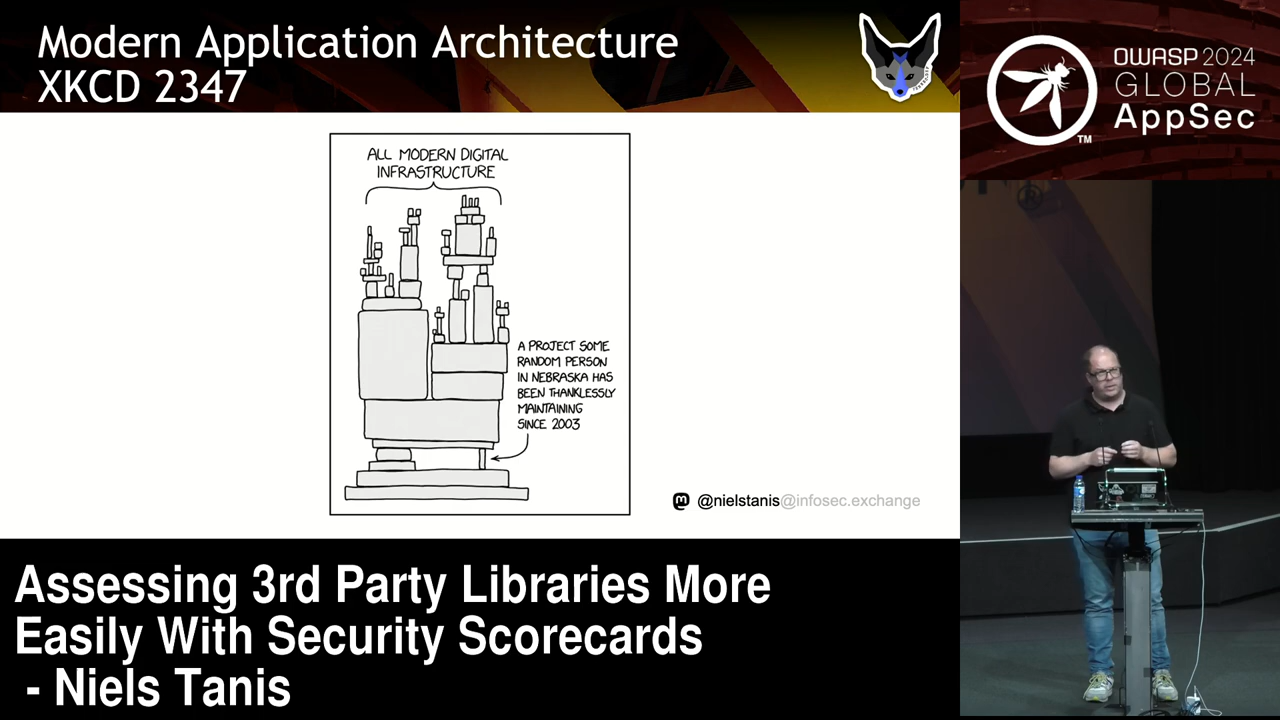 Modern Application Architecture
XKCD 2347
ALL MODERN DIGITAL
INFRASTRUCTURE
A PROJECT SOME
RANDOM PERSON
IN NEBRASKA HAS
BEEN THANKLESSLY
MAINTAINING
SINCE 2003
@nielstanis@infosec.exchange
OWASP 2024
GLOBAL
AppSec
TM
Assessing 3rd Party Libraries More
Easily With Security Scorecards
- Niels Tanis